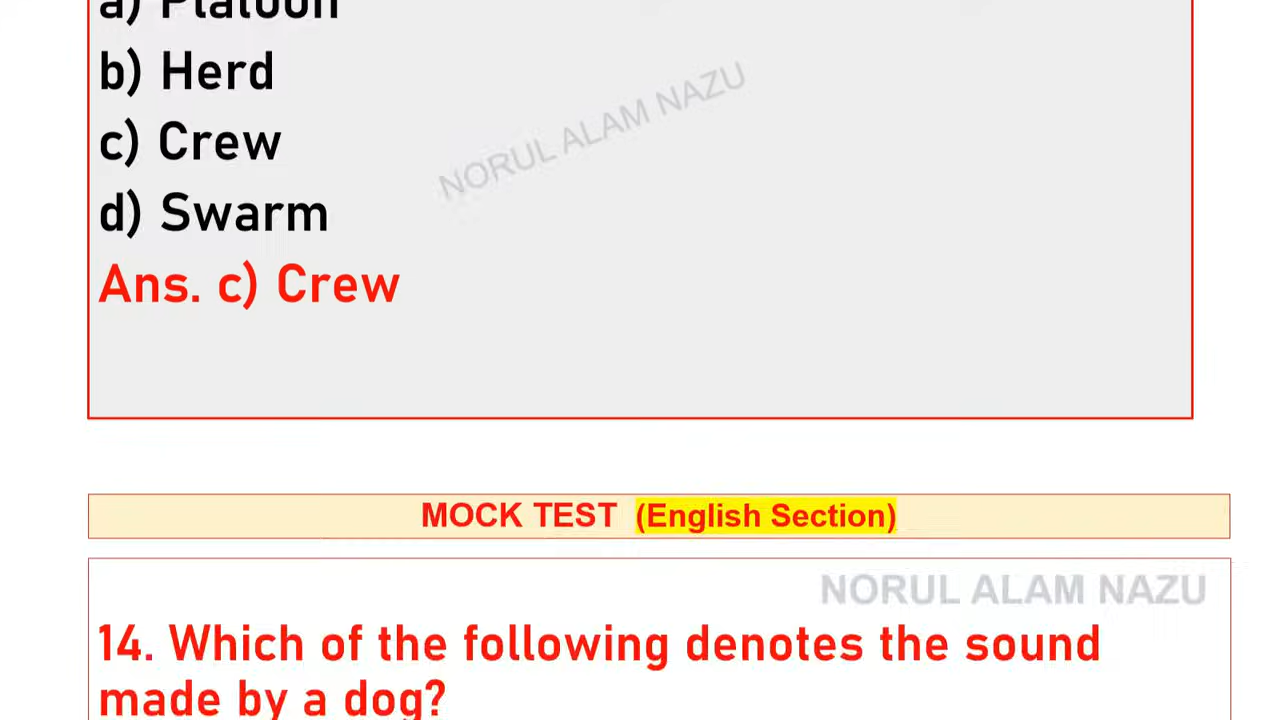 a) Platoon
b) Herd
c) Crew
d) Swarm
Ans. c) Crew
NORUL ALAM NAZU
MOCK TEST (English Section)
NORUL ALAM NAZU
14. Which of the following denotes the sound
made by a dog?